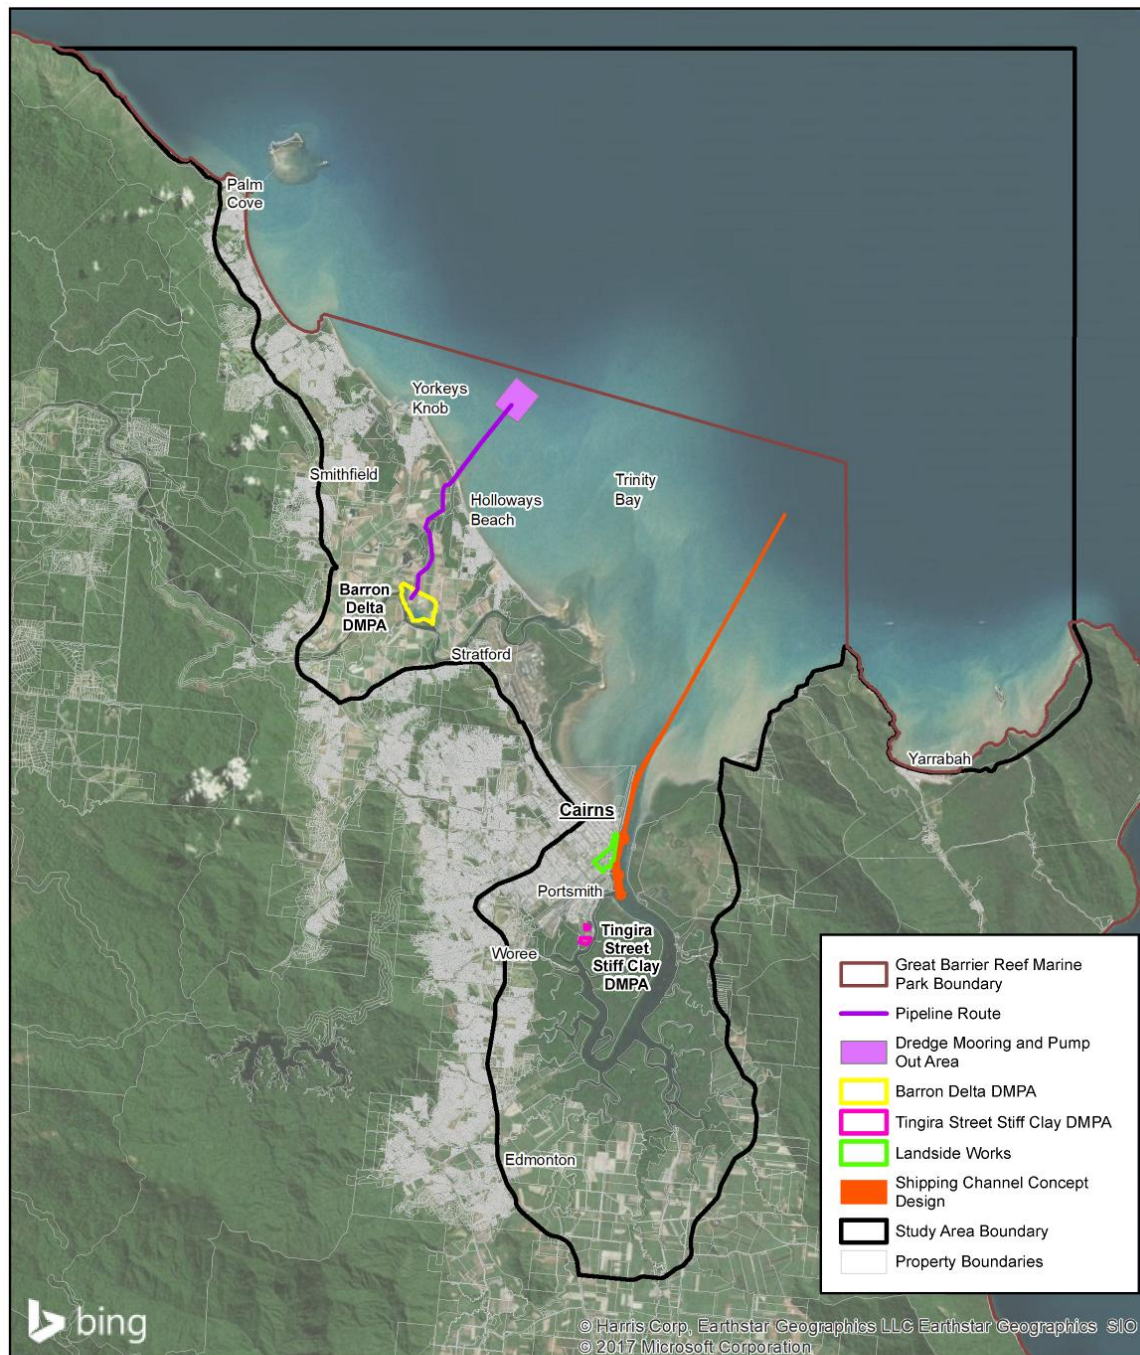 Palm
Cove
Yorkeys
Knob
Smithfield
Holloways
Beach
Trinity
Bay
Barron
Delta
DMPA
Stratford
Yarrabah
Cairns
Portsmith
Tingira
Street
Stiff Clay
DMPA
Woree
Edmonton
Great Barrier Reef Marine
Park Boundary
Pipeline Route
Dredge Mooring and Pump
Out Area
Barron Delta DMPA
Tingira Street Stiff Clay DMPA
Landside Works
Shipping Channel Concept
Design
Study Area Boundary
Property Boundaries
bing
© Harris Corp, Earthstar Geographics LLC Earthstar Geographics SIO
© 2017 Microsoft Corporation